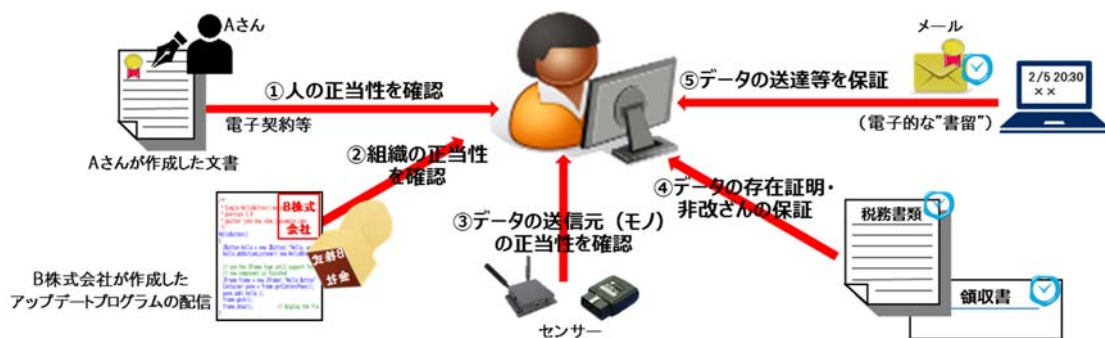 Aさん
①人の正当性を確認
電子契約等
Aさんが作成した文書
②組織の正当性
を確認
B株式
会社
B株式
会社
B株式会社が作成した
アップデートプログラムの配信
③データの送信元（モノ）
の正当性を確認
センサー
④データの存在証明・
非改ざんの保証
税務書類
領収書
メール
⑤データの送達等を保証
（電子的な"書留"）
2/5 20:30
××